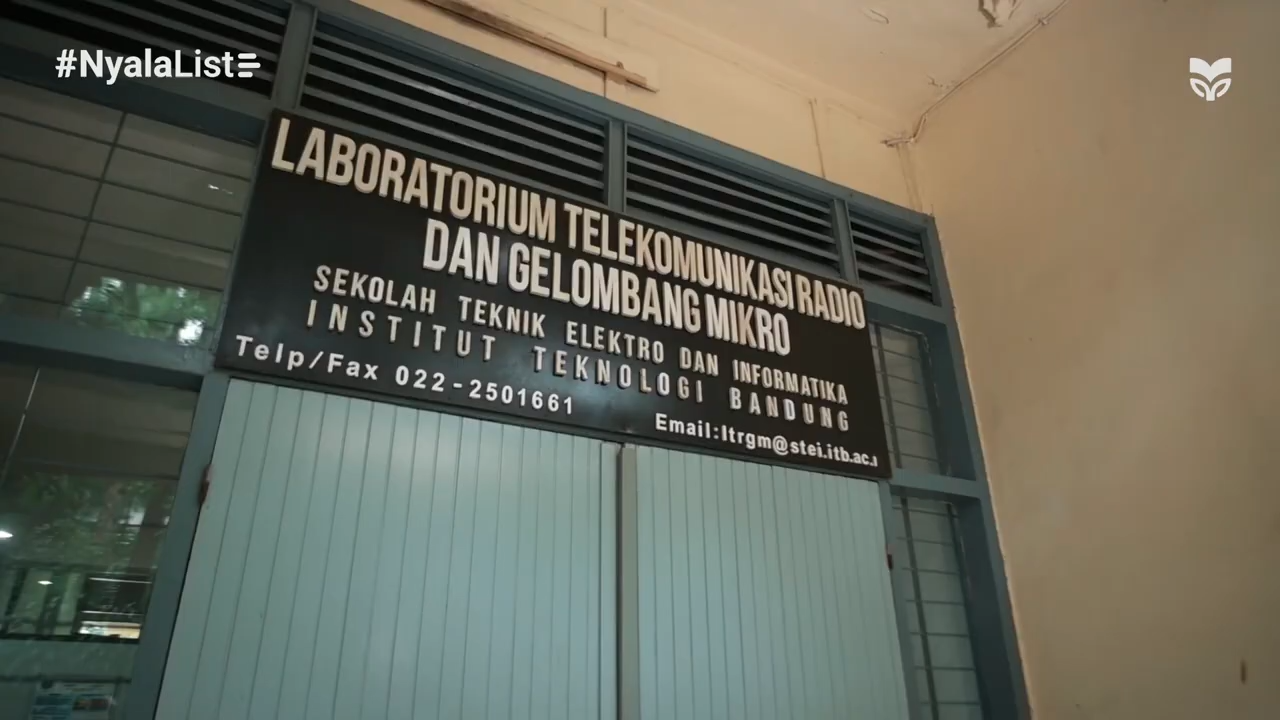 #NyalaList
LABORATORIUM TELEKOMUNIKASI RADIO
DAN GELOMBANG MIKRO
SEKOLAH TEKNIK ELEKTRO DAN INFORMATIKA
INSTITUT TEKNOLOGI BANDUNG
Telp/Fax 022-2501661
Email:ltrgm@stei.itb.ac.i